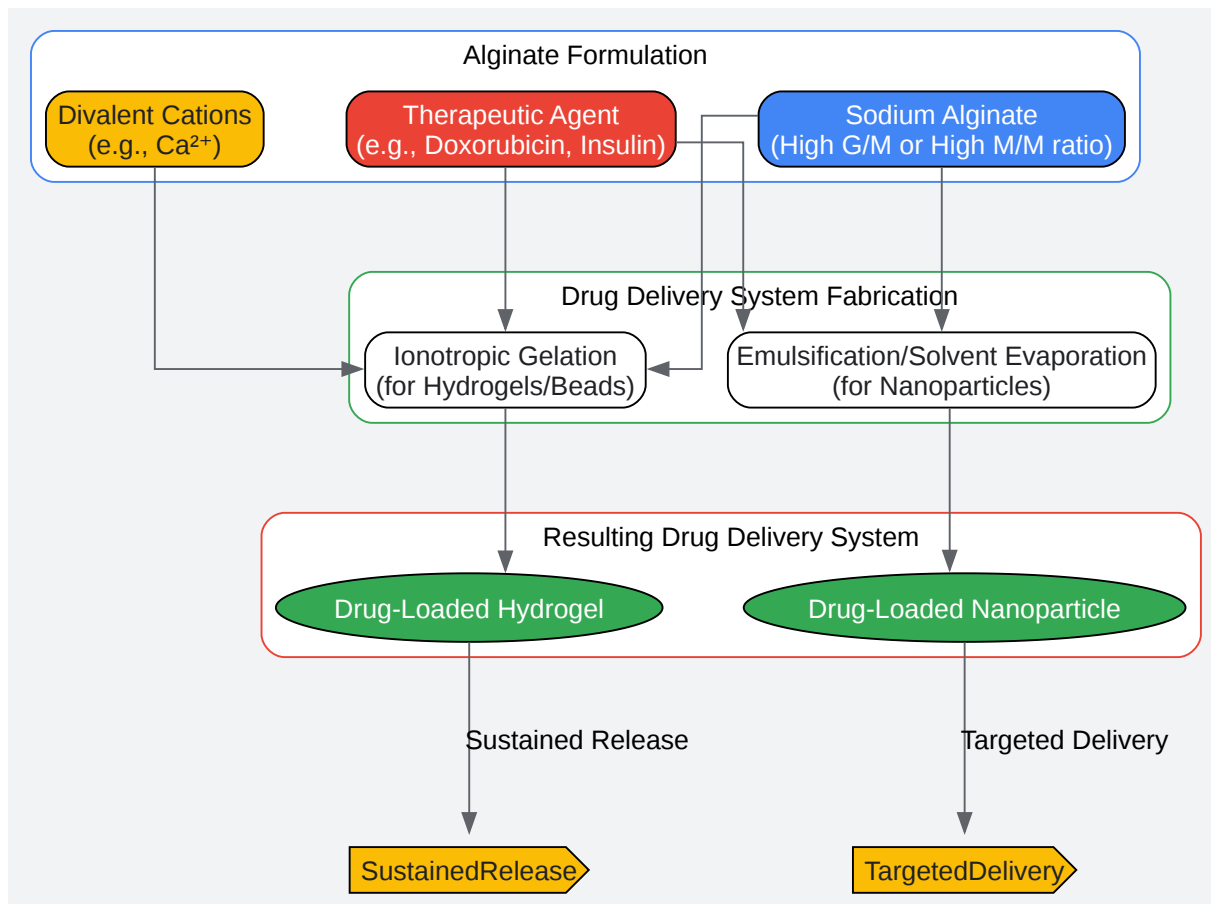 Alginate Formulation
Divalent Cations
(e.g., Ca²⁺)
Therapeutic Agent
(e.g., Doxorubicin, Insulin)
Sodium Alginate
(High G/M or High M/M ratio)
Drug Delivery System Fabrication
Ionotropic Gelation
(for Hydrogels/Beads)
Emulsification/Solvent Evaporation
(for Nanoparticles)
Resulting Drug Delivery System
Drug-Loaded Hydrogel
Drug-Loaded Nanoparticle
Sustained Release
Targeted Delivery
SustainedRelease
TargetedDelivery